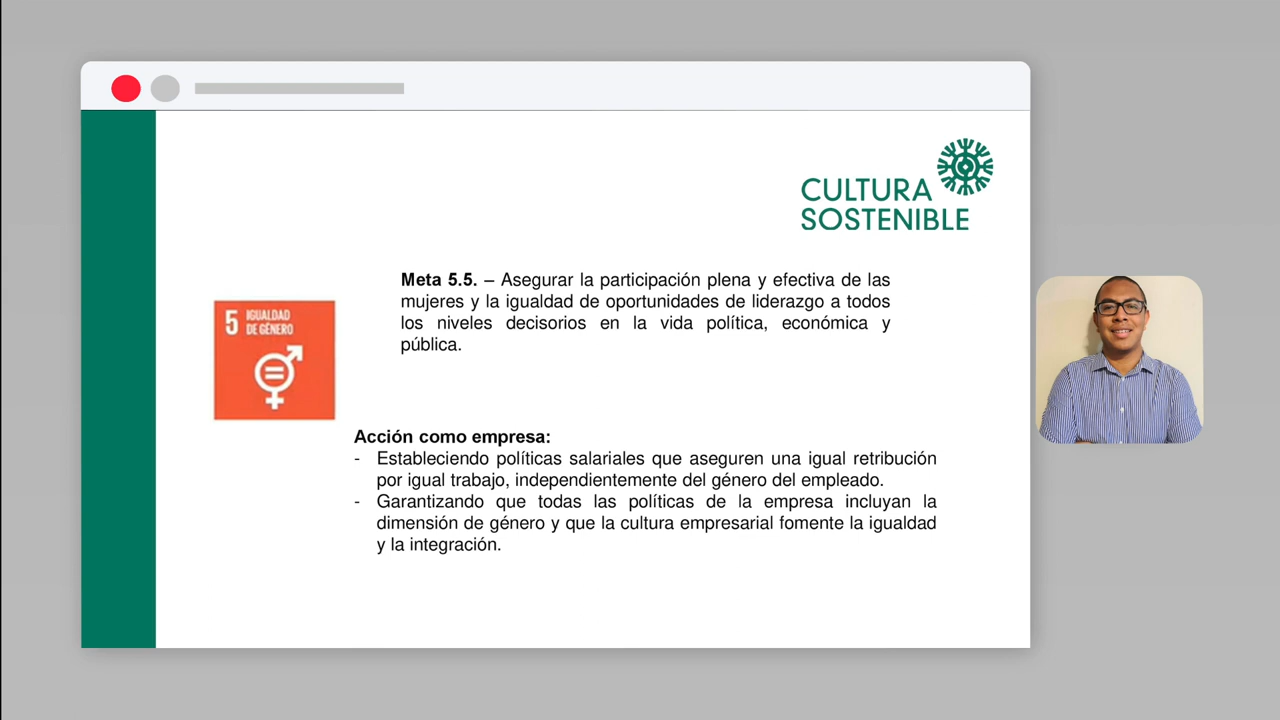 CULTURA
SOSTENIBLE
Meta 5.5. – Asegurar la participación plena y efectiva de las
mujeres y la igualdad de oportunidades de liderazgo a todos
los niveles decisorios en la vida política, económica y
pública.
5 IGUALDAD
DE GÉNERO
Acción como empresa:
- Estableciendo políticas salariales que aseguren una igual retribución
por igual trabajo, independientemente del género del empleado.
- Garantizando que todas las políticas de la empresa incluyan la
dimensión de género y que la cultura empresarial fomente la igualdad
y la integración.